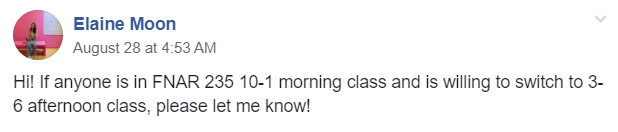 Elaine Moon
August 28 at 4:53 AM
Hi! If anyone is in FNAR 235 10-1 morning class and is willing to switch to 3-
6 afternoon class, please let me know!